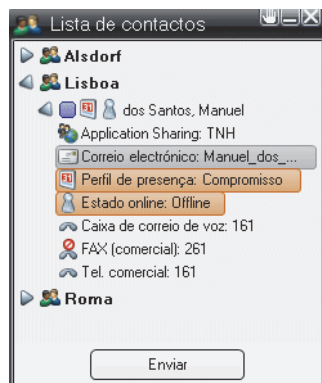 Lista de contactos
Alsdorf
Lisboa
dos Santos, Manuel
Application Sharing: TNH
Correio electrónico: Manuel_dos_...
Perfil de presença: Compromisso
Estado online: Offline
Caixa de correio de voz: 161
FAX (comercial): 261
Tel. comercial: 161
Roma
Enviar